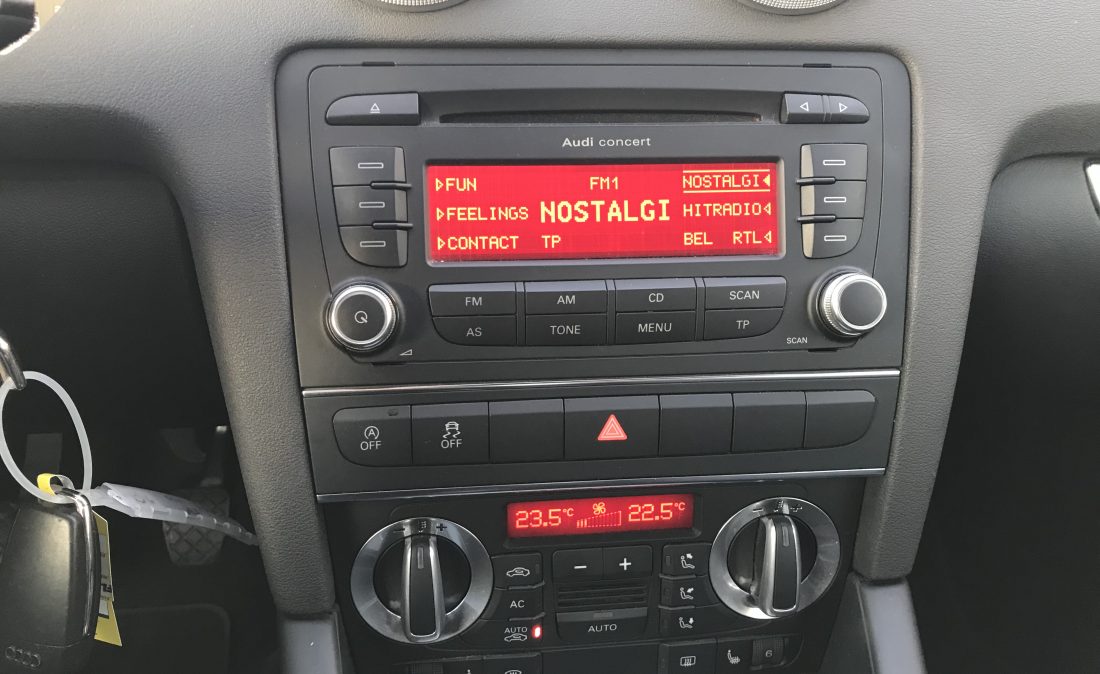 Audi concert
FUN FM1 NOSTALGI
FEELINGS NOSTALGI HITRADIO
CONTACT TP BEL RTL
FM AM CD SCAN
AS TONE MENU TP
SCAN
A
OFF OFF
23.5°C 22.5°C
AC
AUTO AUTO
6